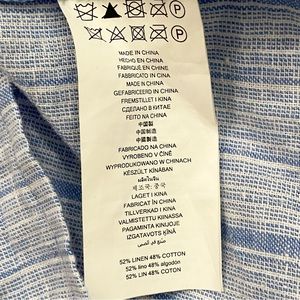 MADE IN CHINA
HECHO EN CHINA
FABRIQUÉ EN CHINE
FABBRICATO IN CINA
MADE IN CHINA
GEFABRICEERD IN CHINA
FREMSTILLET I KINA
СДЕЛАНО В КИТАЕ
FEITO NA CHINA
中国製
中国制造
中國製造
FABRICADO NA CHINA
VYROBENO V ČÍNĚ
WYPRODUKOWANO W CHINACH
KÉSZÜLT KÍNÁBAN
ผลิตในจีน
제조국: 중국
LAGET I KINA
FABRICAT IN CHINA
TILLVERKAD I KINA
VALMISTETTU KIINASSA
PAGAMINTA KINIJOJE
IZGATAVOTS ĶĪNĀ
صنع في الصين
52% LINEN 48% COTTON
52% lino 48% algodón
52% LIN 48% COTON